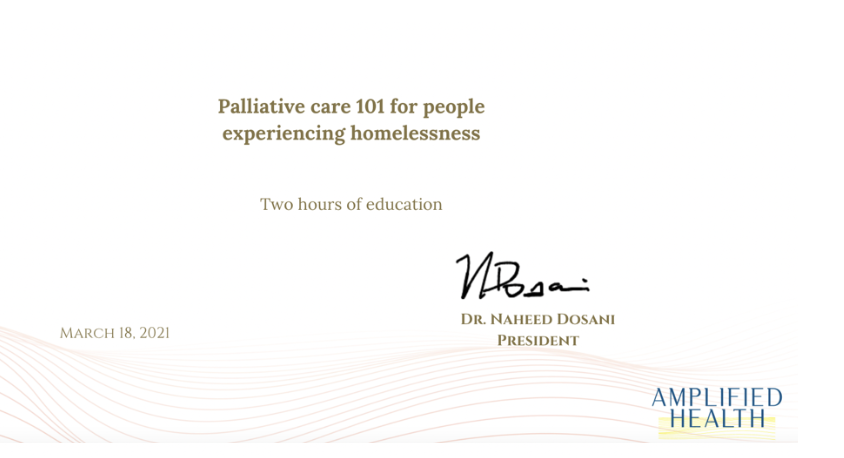 Palliative care 101 for people
experiencing homelessness
Two hours of education
NDosani
Dr. Naheed Dosani
President
March 18, 2021
AMPLIFIED
HEALTH